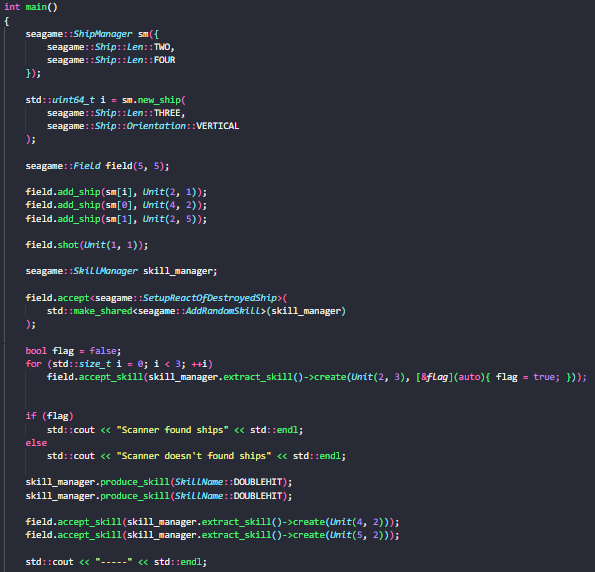 int main()
{
    seagame::ShipManager sm({
        seagame::Ship::Len::TWO,
        seagame::Ship::Len::FOUR
    });

    std::uint64_t i = sm.new_ship(
        seagame::Ship::Len::THREE,
        seagame::Ship::Orientation::VERTICAL
    );

    seagame::Field field(5, 5);

    field.add_ship(sm[i], Unit(2, 1));
    field.add_ship(sm[0], Unit(4, 2));
    field.add_ship(sm[1], Unit(2, 5));

    field.shot(Unit(1, 1));

    seagame::SkillManager skill_manager;

    field.accept<seagame::SetupReactOfDestroyedShip>(
        std::make_shared<seagame::AddRandomSkill>(skill_manager)
    );

    bool flag = false;
    for (std::size_t i = 0; i < 3; ++i)
        field.accept_skill(skill_manager.extract_skill()->create(Unit(2, 3), [&flag](auto){ flag = true; }));


    if (flag)
        std::cout << "Scanner found ships" << std::endl;
    else
        std::cout << "Scanner doesn't found ships" << std::endl;

    skill_manager.produce_skill(SkillName::DOUBLEHIT);
    skill_manager.produce_skill(SkillName::DOUBLEHIT);

    field.accept_skill(skill_manager.extract_skill()->create(Unit(4, 2)));
    field.accept_skill(skill_manager.extract_skill()->create(Unit(5, 2)));

    std::cout << "-----" << std::endl;